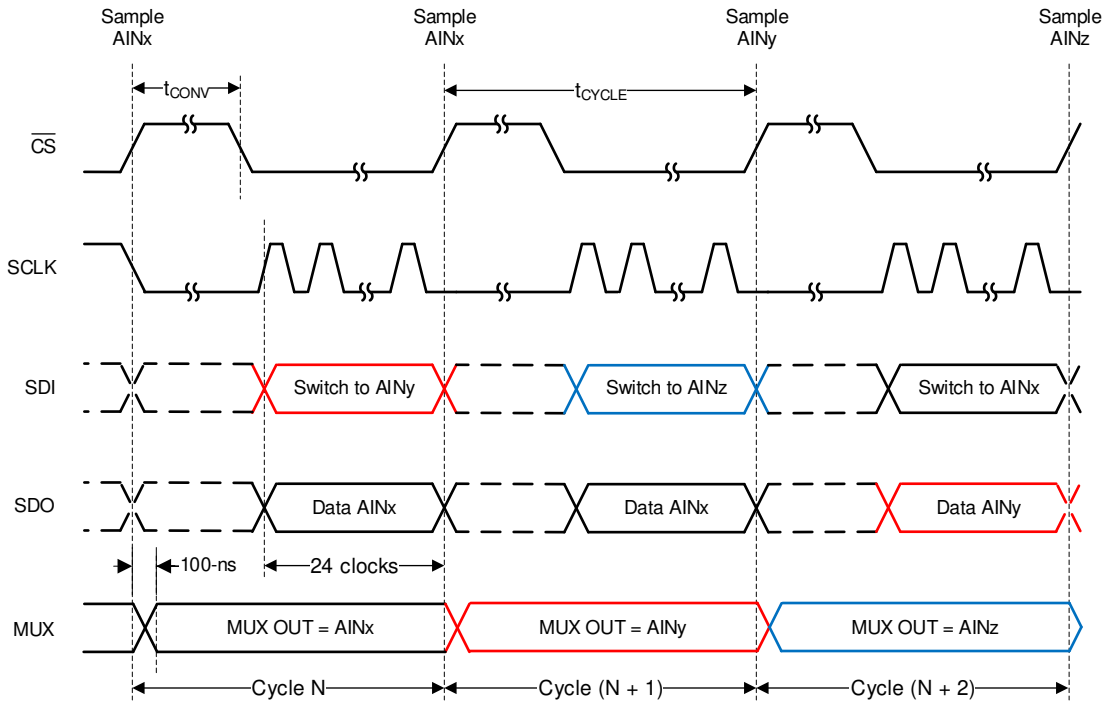 Sample
AINx
Sample
AINx
Sample
AINy
Sample
AINz
tCONV
tCYCLE
CS
SCLK
SDI
Switch to AINy
Switch to AINz
Switch to AINx
SDO
Data AINx
Data AINx
Data AINy
100-ns
24 clocks
MUX
MUX OUT = AINx
MUX OUT = AINy
MUX OUT = AINz
Cycle N
Cycle (N + 1)
Cycle (N + 2)